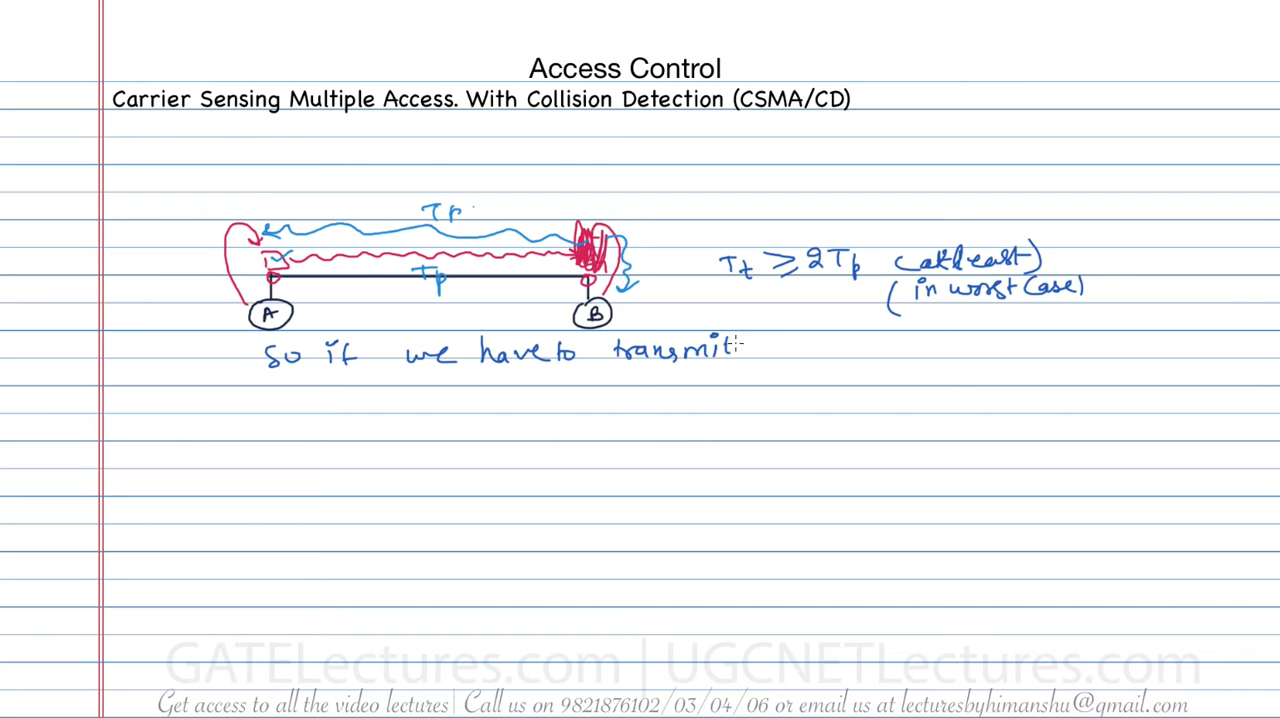 Access Control
Carrier Sensing Multiple Access. With Collision Detection (CSMA/CD)
Tp
Tp
A
B
Tt ⩾ 2Tp (atleast)
(in worst Case)
So if we have to transmit
GATELectures.com | UGCNETLectures.com
Get access to all the video lectures | Call us on 9821876102/03/04/06 or email us at lecturesbyhimanshu@gmail.com